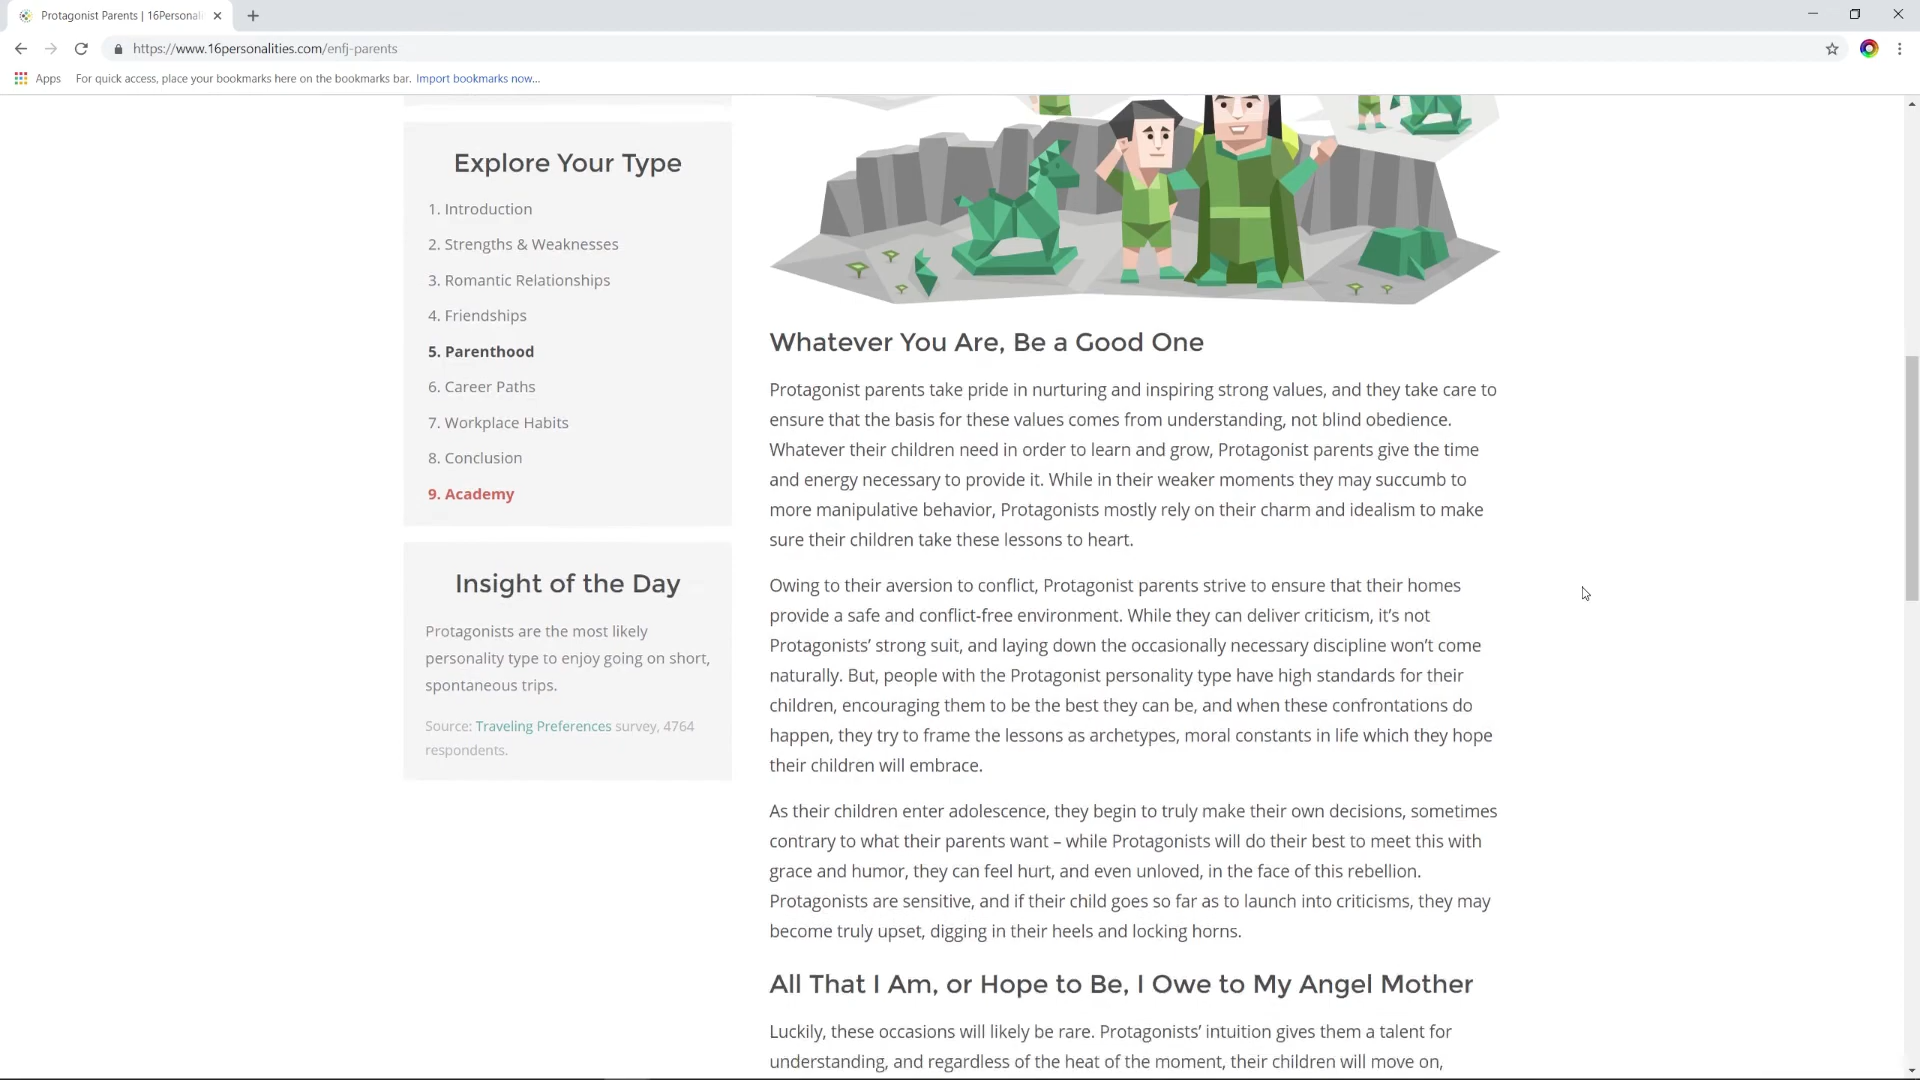 Protagonist Parents | 16Personali
https://www.16personalities.com/enfj-parents
Apps
For quick access, place your bookmarks here on the bookmarks bar. Import bookmarks now...
Explore Your Type
1. Introduction
2. Strengths & Weaknesses
3. Romantic Relationships
4. Friendships
5. Parenthood
6. Career Paths
7. Workplace Habits
8. Conclusion
9. Academy
Insight of the Day
Protagonists are the most likely
personality type to enjoy going on short,
spontaneous trips.
Source: Traveling Preferences survey, 4764
respondents.
Whatever You Are, Be a Good One
Protagonist parents take pride in nurturing and inspiring strong values, and they take care to
ensure that the basis for these values comes from understanding, not blind obedience.
Whatever their children need in order to learn and grow, Protagonist parents give the time
and energy necessary to provide it. While in their weaker moments they may succumb to
more manipulative behavior, Protagonists mostly rely on their charm and idealism to make
sure their children take these lessons to heart.
Owing to their aversion to conflict, Protagonist parents strive to ensure that their homes
provide a safe and conflict-free environment. While they can deliver criticism, it’s not
Protagonists’ strong suit, and laying down the occasionally necessary discipline won’t come
naturally. But, people with the Protagonist personality type have high standards for their
children, encouraging them to be the best they can be, and when these confrontations do
happen, they try to frame the lessons as archetypes, moral constants in life which they hope
their children will embrace.
As their children enter adolescence, they begin to truly make their own decisions, sometimes
contrary to what their parents want – while Protagonists will do their best to meet this with
grace and humor, they can feel hurt, and even unloved, in the face of this rebellion.
Protagonists are sensitive, and if their child goes so far as to launch into criticisms, they may
become truly upset, digging in their heels and locking horns.
All That I Am, or Hope to Be, I Owe to My Angel Mother
Luckily, these occasions will likely be rare. Protagonists’ intuition gives them a talent for
understanding, and regardless of the heat of the moment, their children will move on,